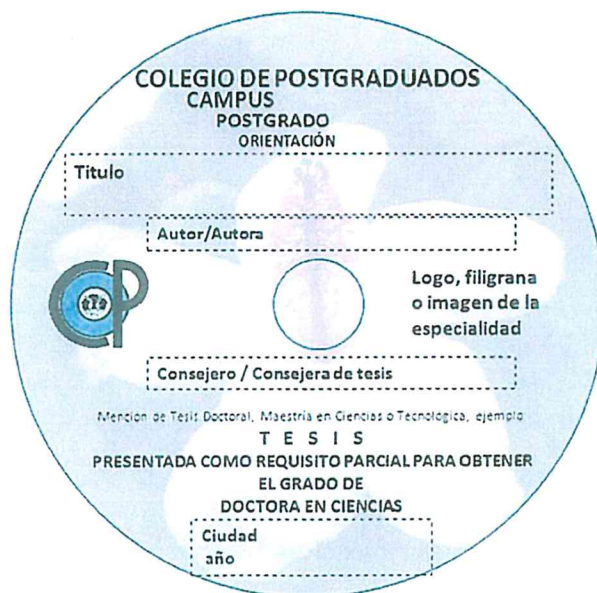 COLEGIO DE POSTGRADUADOS
CAMPUS
POSTGRADO
ORIENTACIÓN
Titulo
Autor/Autora
CP
Logo, filigrana
o imagen de la
especialidad
Consejero / Consejera de tesis
Mención de Tesis Doctoral, Maestría en Ciencias o Tecnológica, ejemplo
T E S I S
PRESENTADA COMO REQUISITO PARCIAL PARA OBTENER
EL GRADO DE
DOCTORA EN CIENCIAS
Ciudad
año